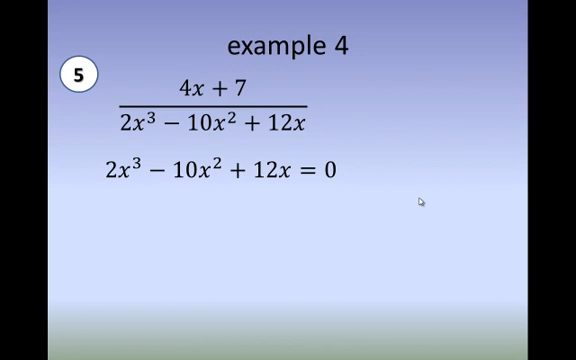 example 4
5
4x + 7
2x³ − 10x² + 12x
2x³ − 10x² + 12x = 0